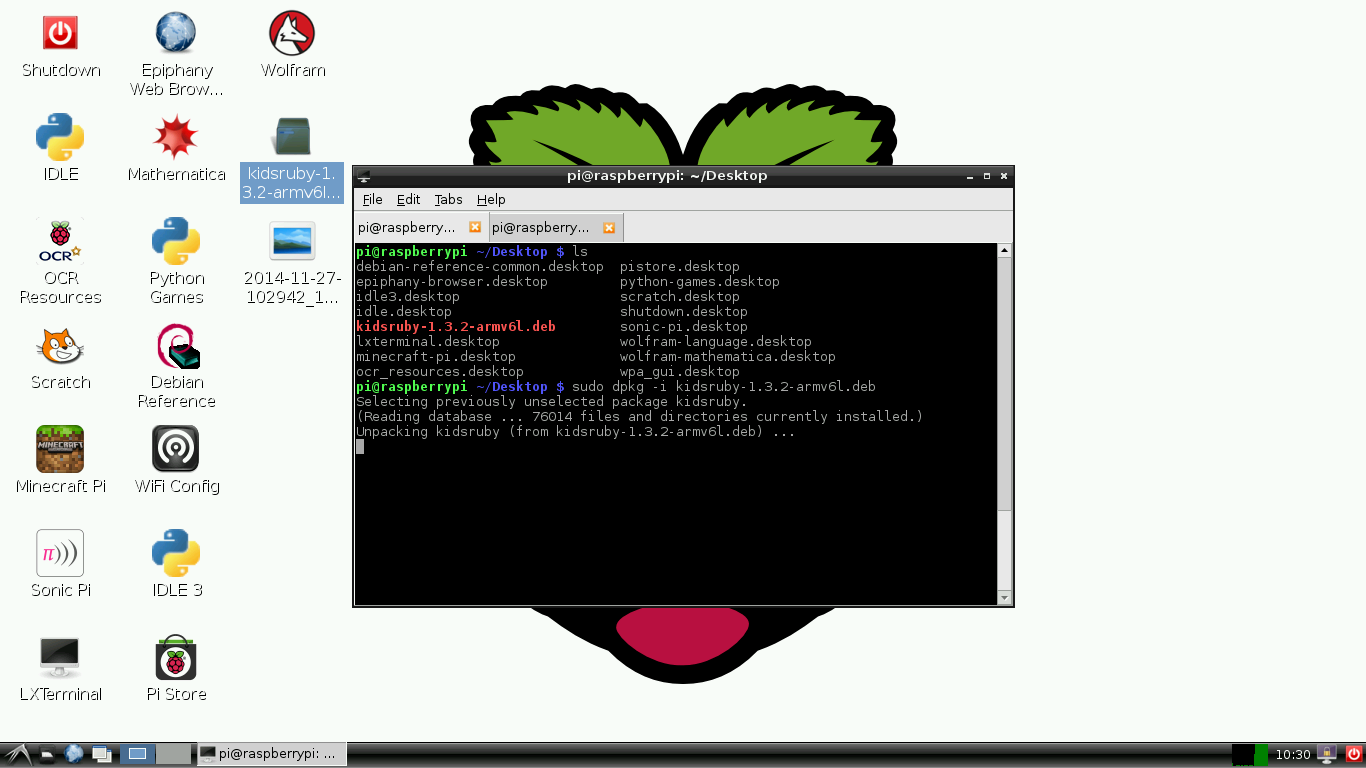 Shutdown
Epiphany
Web Brow...
Wolfram
IDLE
Mathematica
kidsruby-1.
3.2-armv6l...
OCR
OCR
Resources
Python
Games
2014-11-27-
102942_1...
Scratch
Debian
Reference
MINECRAFT
Minecraft Pi
WiFi Config
π)))
Sonic Pi
IDLE 3
LXTerminal
Pi Store
pi@raspberrypi: ~/Desktop
File Edit Tabs Help
pi@raspberry... pi@raspberry...
pi@raspberrypi ~/Desktop $ ls
debian-reference-common.desktop pistore.desktop
epiphany-browser.desktop python-games.desktop
idle3.desktop scratch.desktop
idle.desktop shutdown.desktop
kidsruby-1.3.2-armv6l.deb sonic-pi.desktop
lxterminal.desktop wolfram-language.desktop
minecraft-pi.desktop wolfram-mathematica.desktop
ocr_resources.desktop wpa_gui.desktop
pi@raspberrypi ~/Desktop $ sudo dpkg -i kidsruby-1.3.2-armv6l.deb
Selecting previously unselected package kidsruby.
(Reading database ... 76014 files and directories currently installed.)
Unpacking kidsruby (from kidsruby-1.3.2-armv6l.deb) ...
pi@raspberrypi: ...
10:30